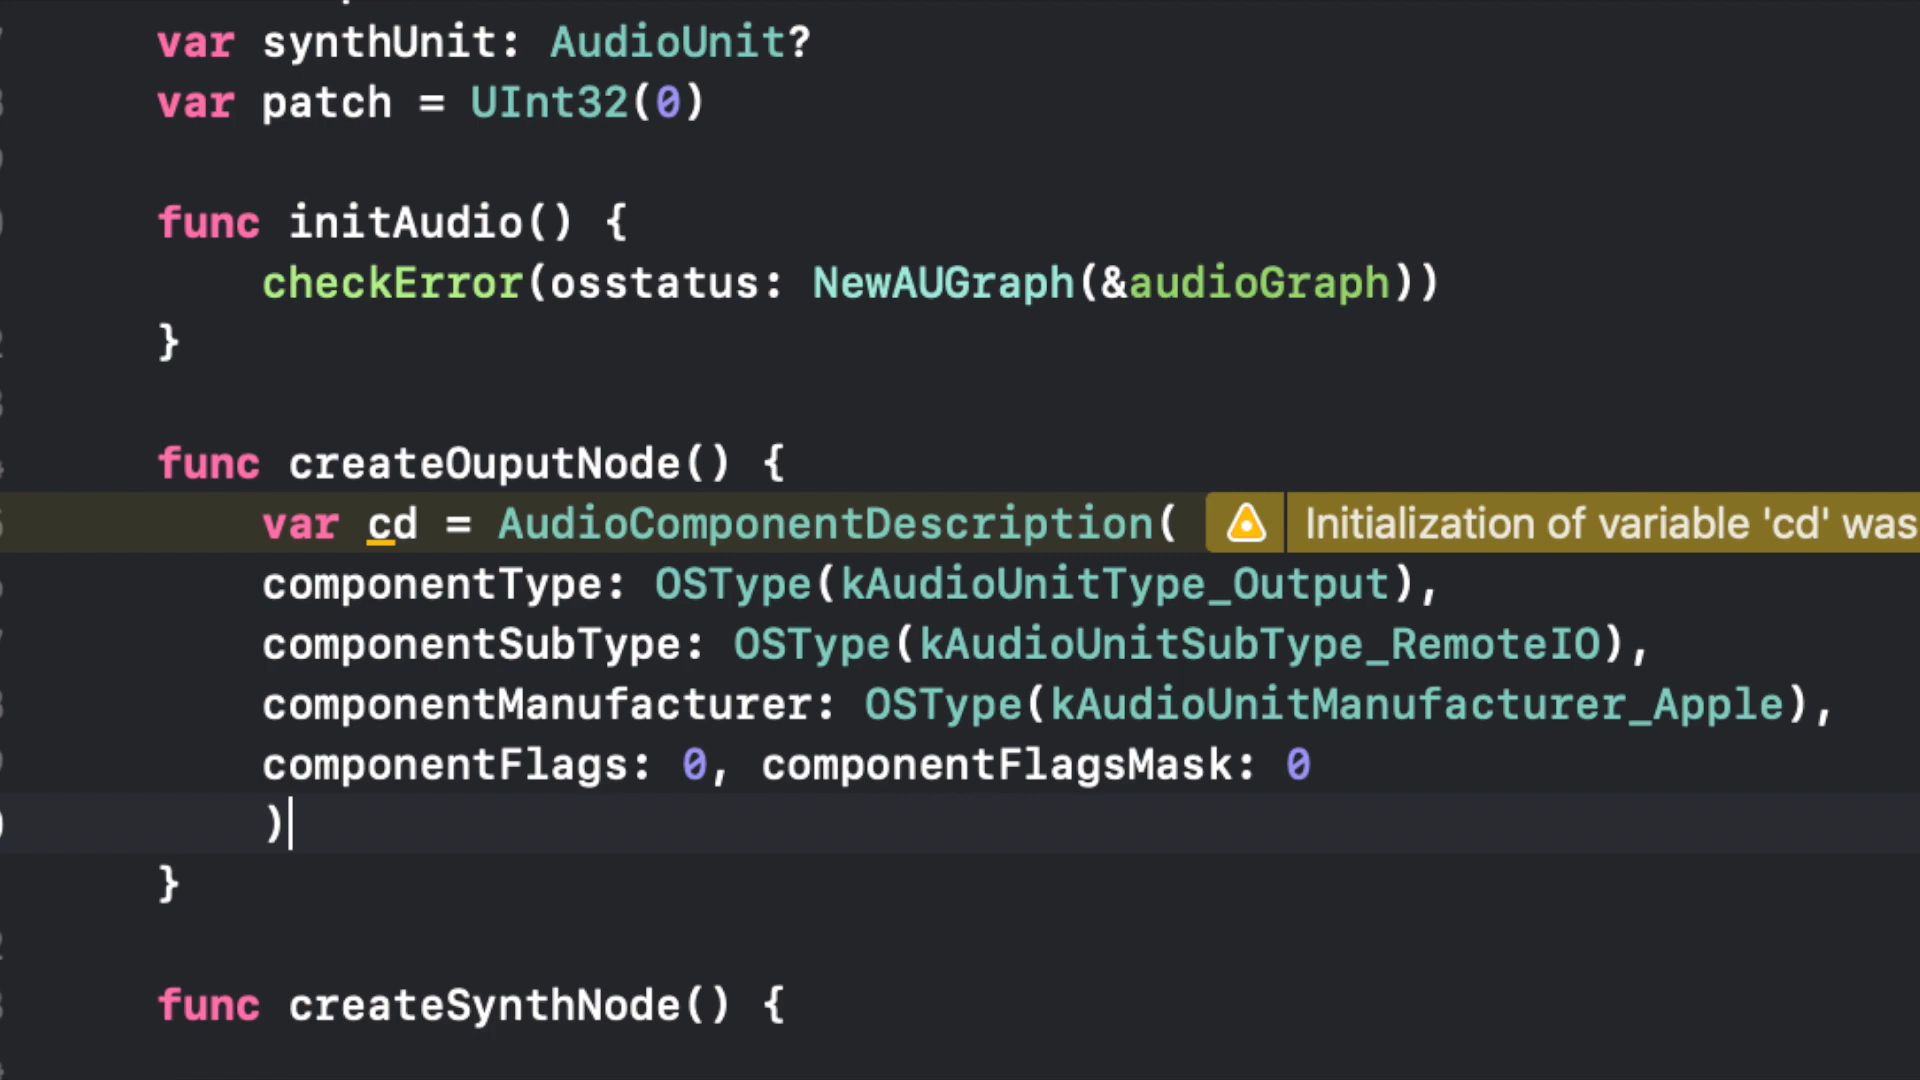 var synthUnit: AudioUnit?
var patch = UInt32(0)
func initAudio() {
checkError(osstatus: NewAUGraph(&audioGraph))
}
func createOuputNode() {
var cd = AudioComponentDescription( Initialization of variable 'cd' was
componentType: OSType(kAudioUnitType_Output),
componentSubType: OSType(kAudioUnitSubType_RemoteIO),
componentManufacturer: OSType(kAudioUnitManufacturer_Apple),
componentFlags: 0, componentFlagsMask: 0
)
}
func createSynthNode() {